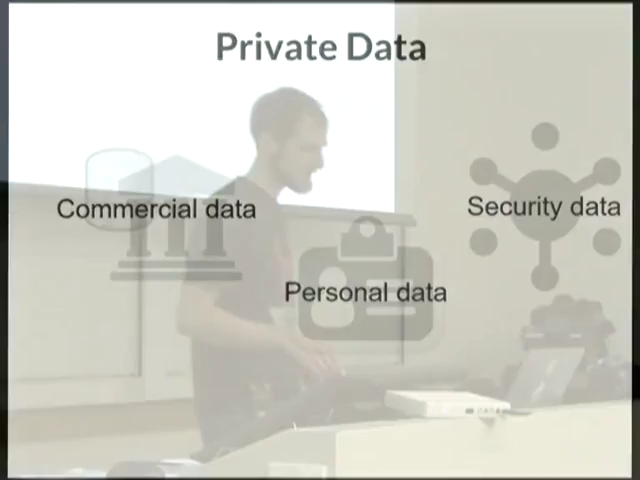 Private Data
Commercial data
Security data
Personal data